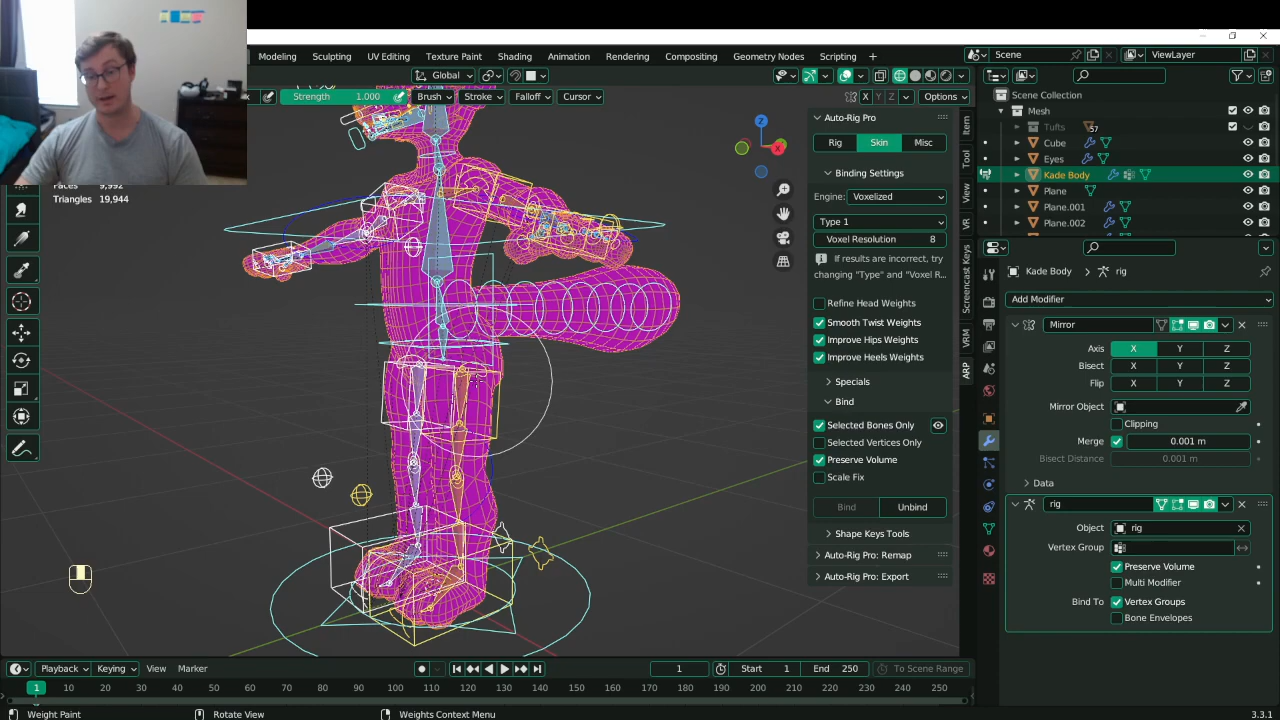 Modeling Sculpting UV Editing Texture Paint Shading Animation Rendering Compositing Geometry Nodes Scripting + Scene ViewLayer
Global
Strength 1.000 Brush Stroke Falloff Cursor X Y Z Options
Scene Collection
Mesh
Tufts 57
Cube
Eyes
Kade Body
Plane
Plane.001
Plane.002
Faces 9,992
Triangles 19,944
Z
X
Auto-Rig Pro
Rig Skin Misc
Binding Settings
Engine: Voxelized
Type 1
Voxel Resolution 8
If results are incorrect, try
changing "Type" and "Voxel R...
Refine Head Weights
Smooth Twist Weights
Improve Hips Weights
Improve Heels Weights
Specials
Bind
Selected Bones Only
Selected Vertices Only
Preserve Volume
Scale Fix
Bind Unbind
Shape Keys Tools
Auto-Rig Pro: Remap
Auto-Rig Pro: Export
Item
Tool
View
VR
Screencast Keys
VRM
ARP
Kade Body rig
Add Modifier
Mirror
Axis X Y Z
Bisect X Y Z
Flip X Y Z
Mirror Object
Clipping
Merge 0.001 m
Bisect Distance 0.001 m
Data
rig
Object rig
Vertex Group
Preserve Volume
Multi Modifier
Bind To Vertex Groups
Bone Envelopes
Playback Keying View Marker 1 Start 1 End 250 To Scene Range
1 10 20 30 40 50 60 70 80 90 100 110 120 130 140 150 160 170 180 190 200 210 220 230 240 250
Weight Paint Rotate View Weights Context Menu 3.3.1